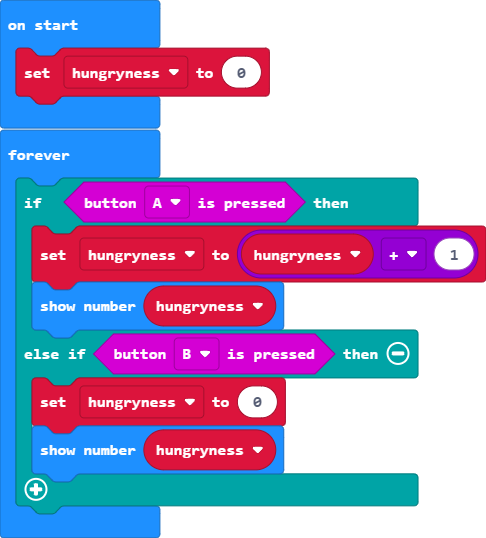 on start
set hungryness to 0
forever
if button A is pressed then
set hungryness to hungryness + 1
show number hungryness
else if button B is pressed then
set hungryness to 0
show number hungryness